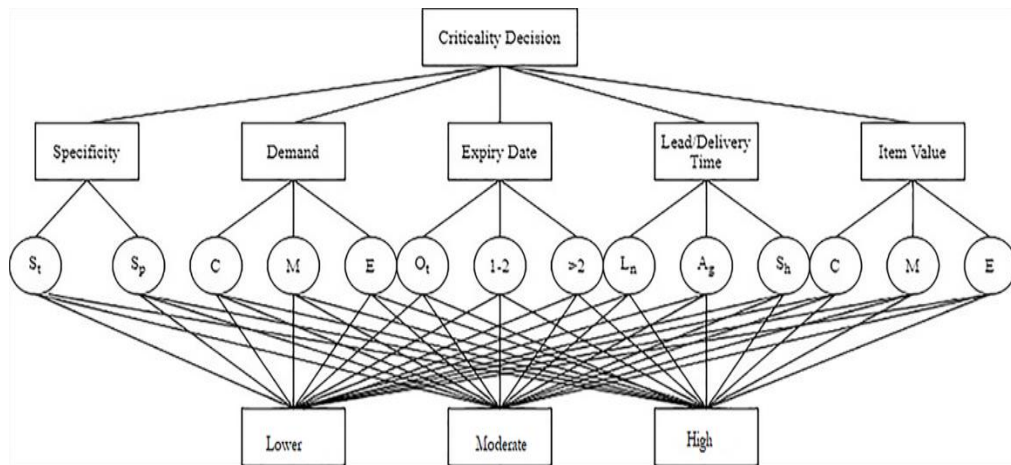 Criticality Decision
Specificity
Demand
Expiry Date
Lead/Delivery
Time
Item Value
St
Sp
C
M
E
Ot
1-2
>2
Ln
Ag
Sh
C
M
E
Lower
Moderate
High